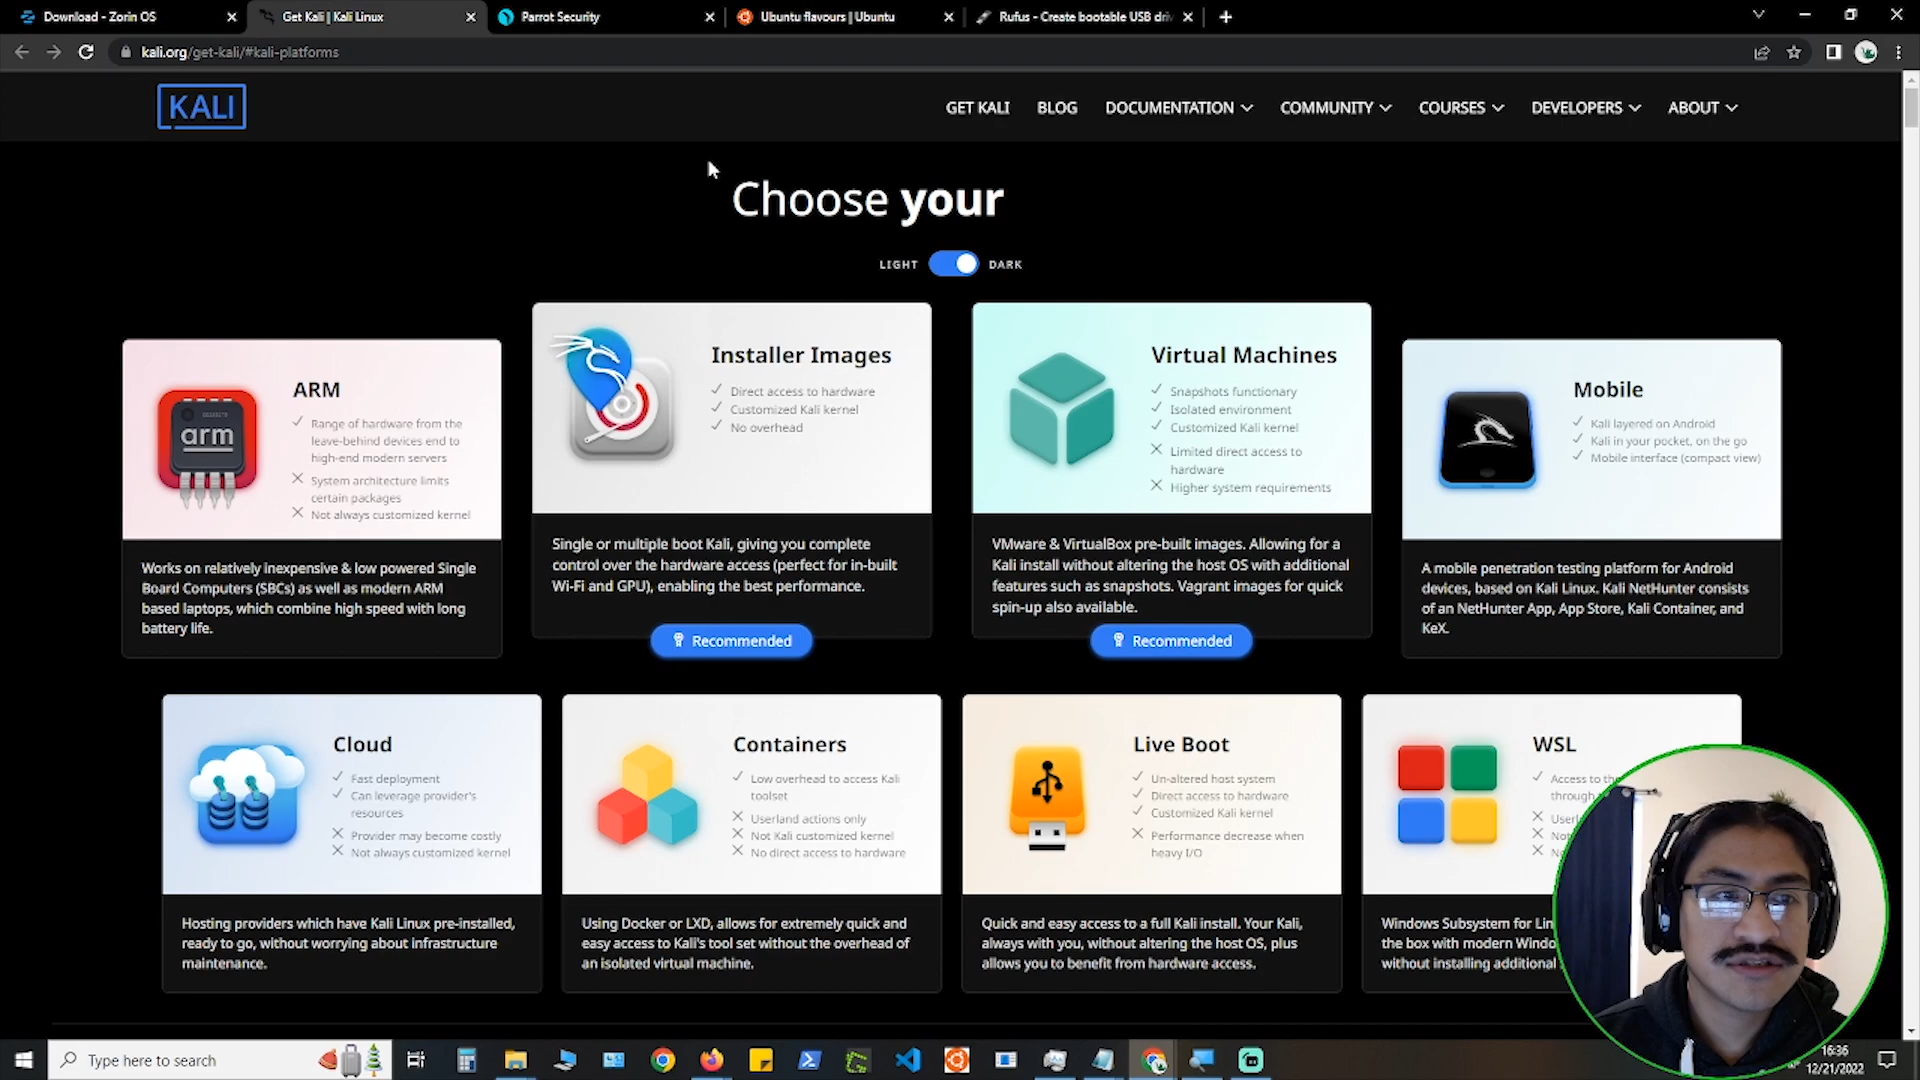 Download - Zorin OS
Get Kali | Kali Linux
Parrot Security
Ubuntu flavours | Ubuntu
Rufus - Create bootable USB driv
kali.org/get-kali/#kali-platforms
KALI
GET KALI
BLOG
DOCUMENTATION
COMMUNITY
COURSES
DEVELOPERS
ABOUT
Choose your
LIGHT
DARK
arm
ARM
Range of hardware from the
leave-behind devices end to
high-end modern servers
System architecture limits
certain packages
Not always customized kernel
Works on relatively inexpensive & low powered Single
Board Computers (SBCs) as well as modern ARM
based laptops, which combine high speed with long
battery life.
Installer Images
Direct access to hardware
Customized Kali kernel
No overhead
Single or multiple boot Kali, giving you complete
control over the hardware access (perfect for in-built
Wi-Fi and GPU), enabling the best performance.
Recommended
Virtual Machines
Snapshots functionary
Isolated environment
Customized Kali kernel
Limited direct access to
hardware
Higher system requirements
VMware & VirtualBox pre-built images. Allowing for a
Kali install without altering the host OS with additional
features such as snapshots. Vagrant images for quick
spin-up also available.
Recommended
Mobile
Kali layered on Android
Kali in your pocket, on the go
Mobile interface (compact view)
A mobile penetration testing platform for Android
devices, based on Kali Linux. Kali NetHunter consists
of an NetHunter App, App Store, Kali Container, and
KeX.
Cloud
Fast deployment
Can leverage provider's
resources
Provider may become costly
Not always customized kernel
Hosting providers which have Kali Linux pre-installed,
ready to go, without worrying about infrastructure
maintenance.
Containers
Low overhead to access Kali
toolset
Userland actions only
Not Kali customized kernel
No direct access to hardware
Using Docker or LXD, allows for extremely quick and
easy access to Kali's tool set without the overhead of
an isolated virtual machine.
Live Boot
Un-altered host system
Direct access to hardware
Customized Kali kernel
Performance decrease when
heavy I/O
Quick and easy access to a full Kali install. Your Kali,
always with you, without altering the host OS, plus
allows you to benefit from hardware access.
WSL
Access to the
through
Windows Subsystem for
the box with modern
without installing additional
Type here to search
16:36
12/21/2022